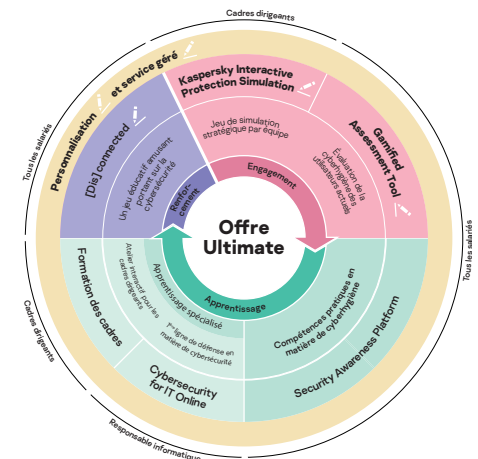 Cadres dirigeants
Personnalisation et service géré
Tous les salariés
Kaspersky Interactive
Protection Simulation
Jeu de simulation
stratégique par équipe
Engagement
Gamified
Assessment Tool
Évaluation de la
cyberhygiène des
utilisateurs actuels
Tous les salariés
[Dis]connected
Un jeu éducatif amusant
portant sur la
cybersécurité
Renfor-
cement
Offre
Ultimate
Apprentissage
Compétences pratiques en
matière de cyberhygiène
Security Awareness Platform
Apprentissage spécialisé
Atelier interactif pour les
cadres dirigeants
Formation des cadres
Cadres dirigeants
1ère ligne de défense en
matière de cybersécurité
Cybersecurity
for IT Online
Responsable informatique